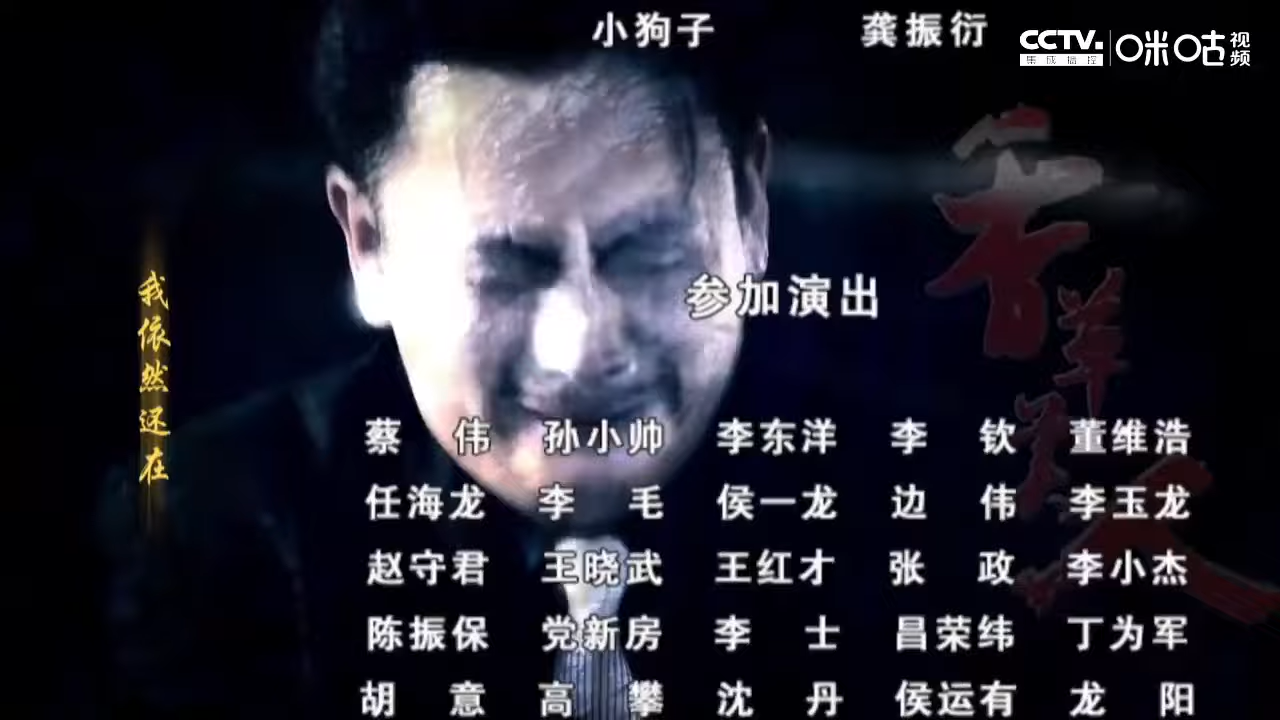 小狗子 龚振衍
CCTV.
集成播控
咪咕视频
我依然还在
参加演出
蔡伟 孙小帅 李东洋 李钦 董维浩
任海龙 李毛 侯一龙 边伟 李玉龙
赵守君 王晓武 王红才 张政 李小杰
陈振保 党新房 李士 昌荣纬 丁为军
胡意 高攀 沈丹 侯运有 龙阳